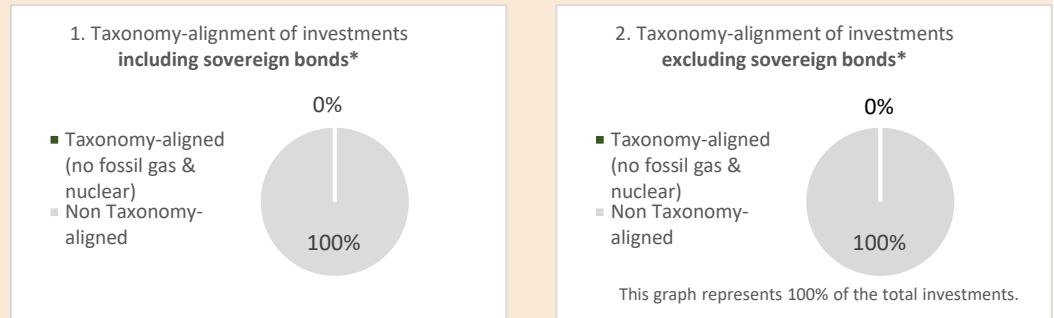 1. Taxonomy-alignment of investments
including sovereign bonds*
0%
Taxonomy-aligned
(no fossil gas &
nuclear)
Non Taxonomy-
aligned
100%
2. Taxonomy-alignment of investments
excluding sovereign bonds*
0%
Taxonomy-aligned
(no fossil gas &
nuclear)
Non Taxonomy-
aligned
100%
This graph represents 100% of the total investments.